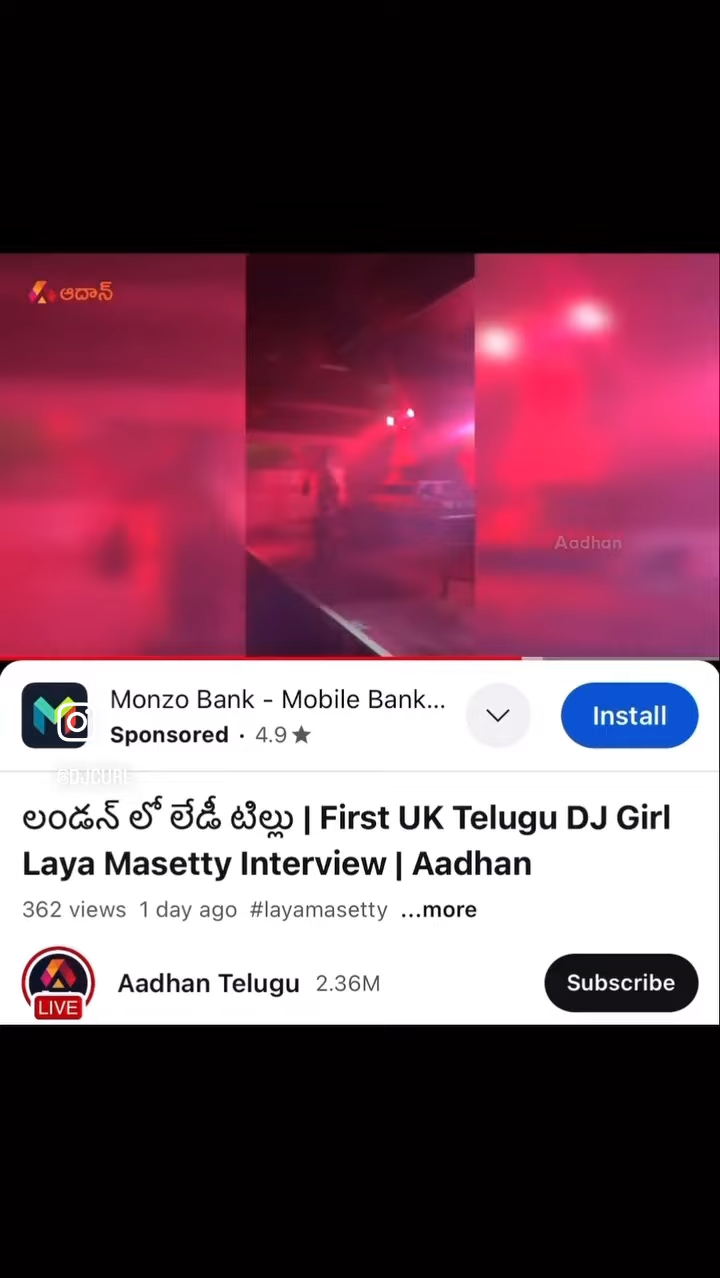 ఆదాన్
Aadhan
Monzo Bank - Mobile Bank...
Sponsored · 4.9★
Install
@DJCURL
లండన్ లో లేడీ టిల్లు | First UK Telugu DJ Girl
Laya Masetty Interview | Aadhan
362 views 1 day ago #layamasetty ...more
LIVE
Aadhan Telugu 2.36M
Subscribe